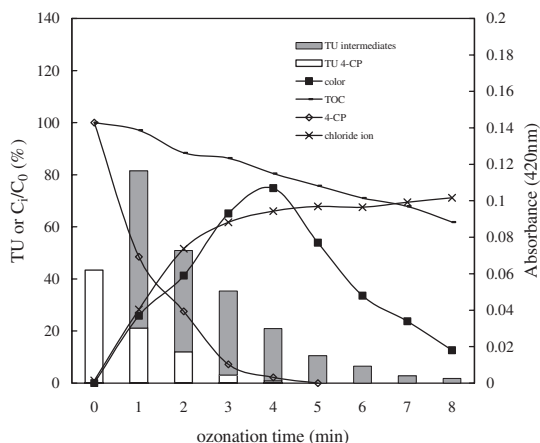 140
120
100
80
60
40
20
0
TU or Ci/C0 (%)
0.2
0.18
0.16
0.14
0.12
0.1
0.08
0.06
0.04
0.020
0
Absorbance (420nm)
TU intermediates
TU 4-CP
color
TOC
4-CP
chloride ion
0 1 2 3 4 5 6 7 8
ozonation time (min)